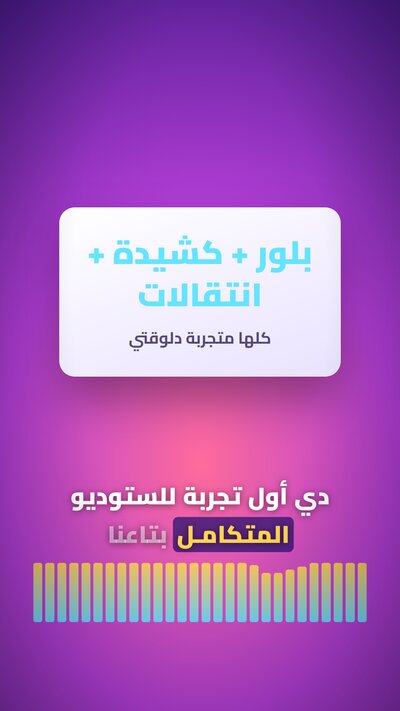 بلور + كشيدة +
انتقالات
كلها متجربة دلوقتي
دي أول تجربة للستوديو
المتكامـل بتاعنا